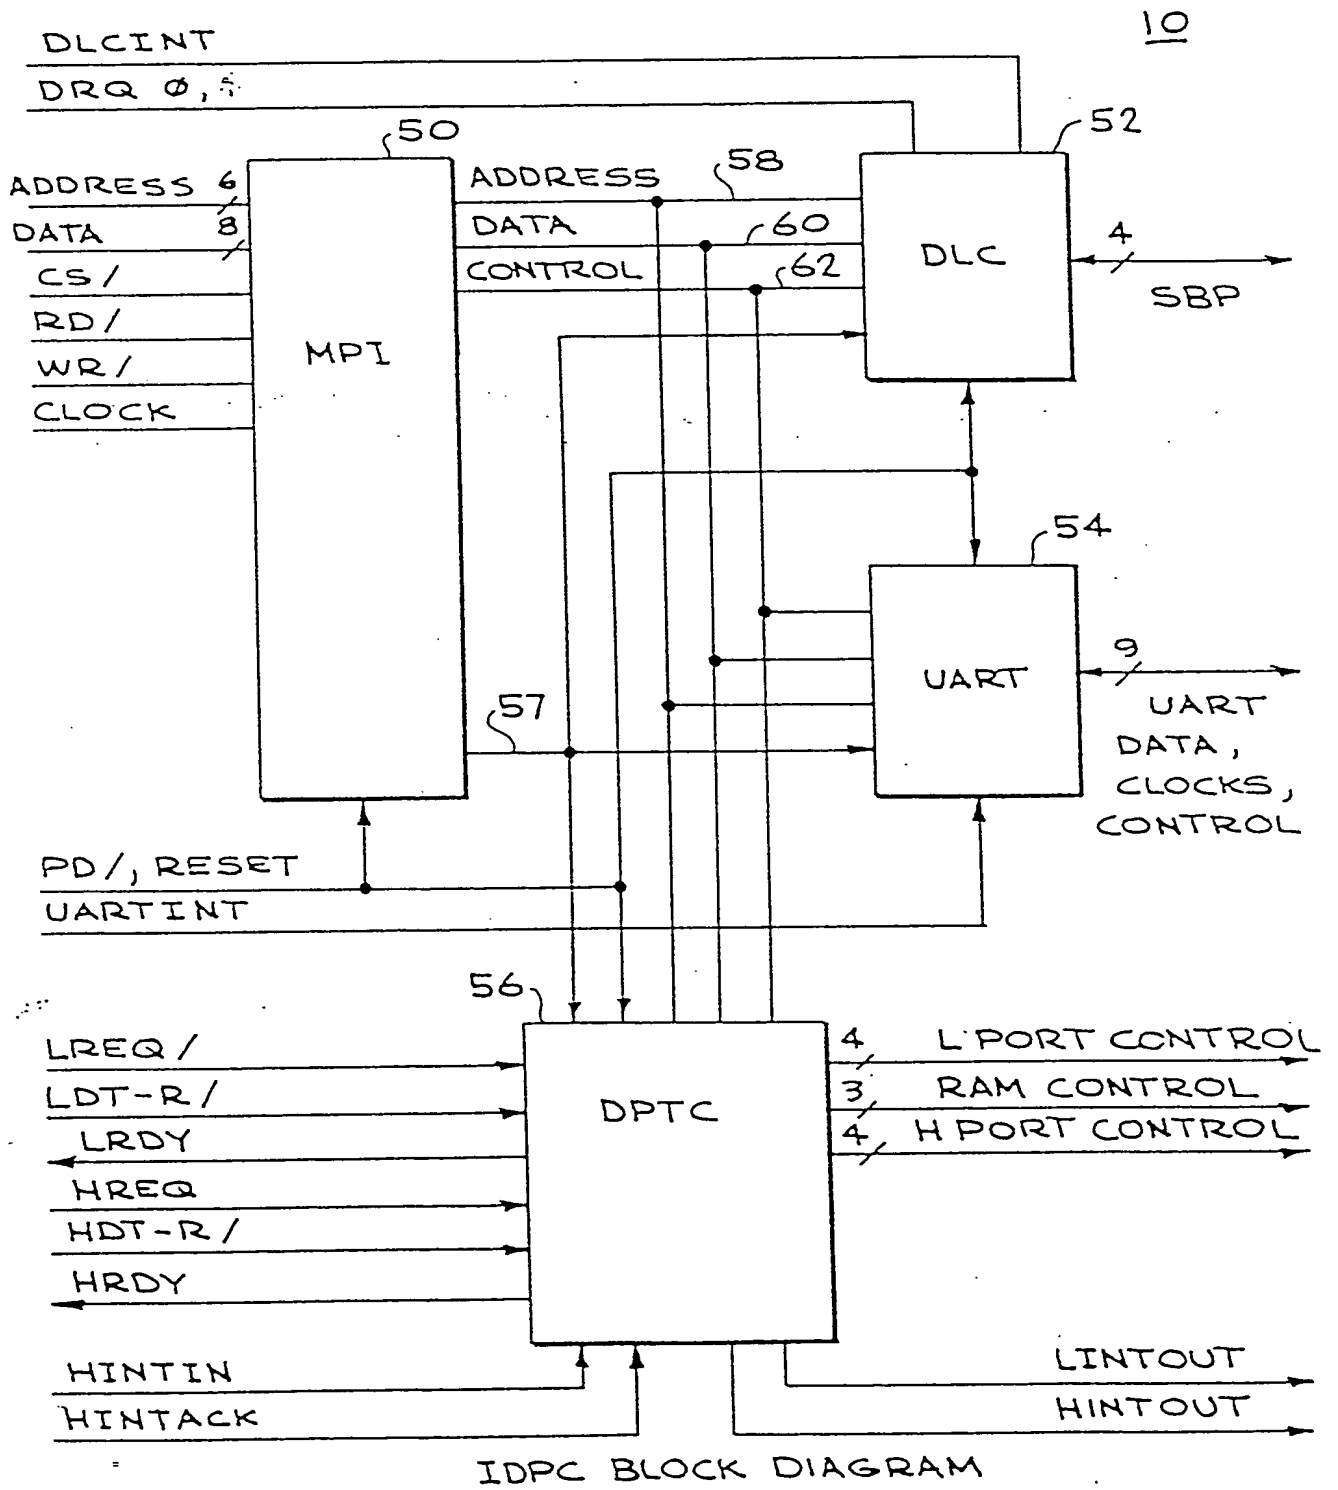 10
DLCINT
DRQ Ø,
50
52
ADDRESS 6
DATA 8
CS/
RD/
WR/
CLOCK
MPI
ADDRESS
58
DATA
60
CONTROL
62
DLC
4
SBP
54
UART
9
UART
DATA,
CLOCKS,
CONTROL
57
PD/, RESET
UARTINT
56
LREQ/
LDT-R/
LRDY
HREQ
HDT-R/
HRDY
DPTC
4 L PORT CONTROL
3 RAM CONTROL
4 H PORT CONTROL
HINTIN
HINTACK
LINTOUT
HINTOUT
IDPC BLOCK DIAGRAM